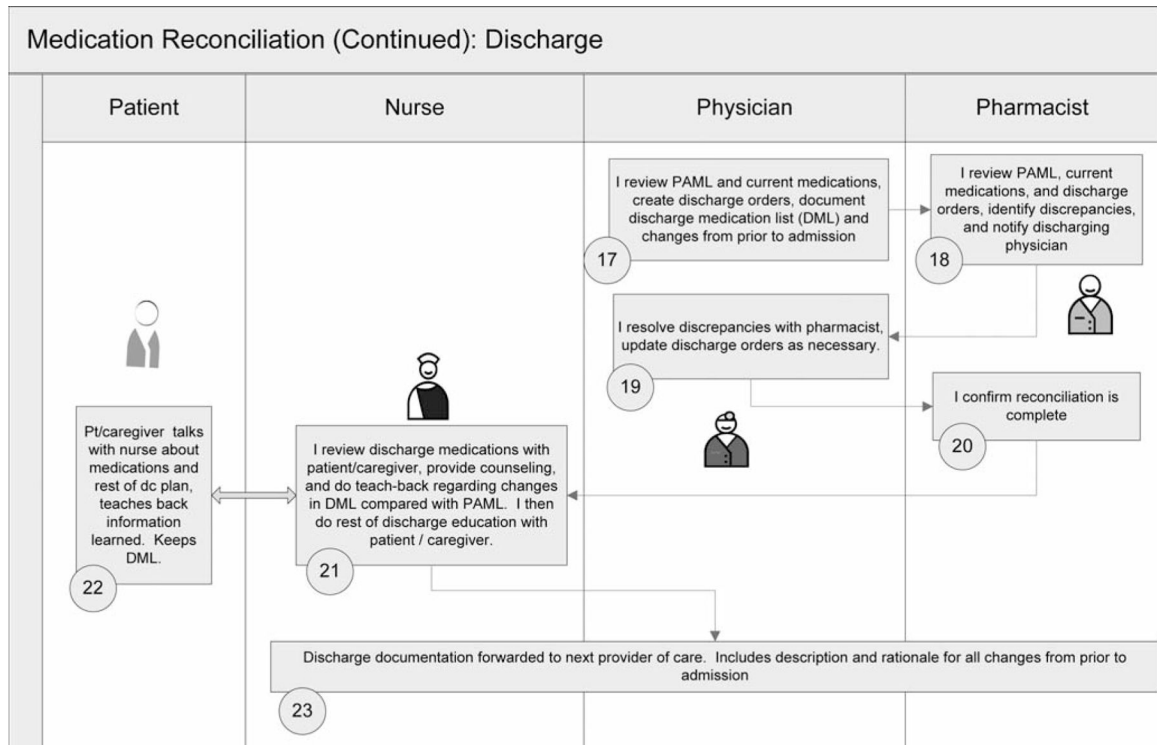 Medication Reconciliation (Continued): Discharge
Patient
Nurse
Physician
Pharmacist
I review PAML and current medications,
create discharge orders, document
discharge medication list (DML) and
changes from prior to admission
17
I review PAML, current
medications, and discharge
orders, identify discrepancies,
and notify discharging
physician
18
I resolve discrepancies with pharmacist,
update discharge orders as necessary.
19
I confirm reconciliation is
complete
20
I review discharge medications with
patient/caregiver, provide counseling,
and do teach-back regarding changes
in DML compared with PAML. I then
do rest of discharge education with
patient / caregiver.
21
Pt/caregiver talks
with nurse about
medications and
rest of dc plan,
teaches back
information
learned. Keeps
DML.
22
Discharge documentation forwarded to next provider of care. Includes description and rationale for all changes from prior to
admission
23